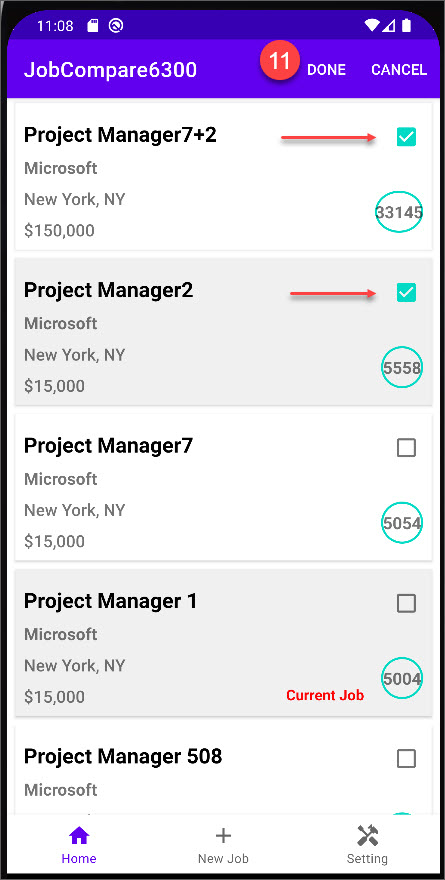 11:08
JobCompare6300
11
DONE
CANCEL
Project Manager7+2
Microsoft
New York, NY
$150,000
33145
Project Manager2
Microsoft
New York, NY
$15,000
5558
Project Manager7
Microsoft
New York, NY
$15,000
5054
Project Manager 1
Microsoft
New York, NY
$15,000
Current Job
5004
Project Manager 508
Microsoft
Home
New Job
Setting